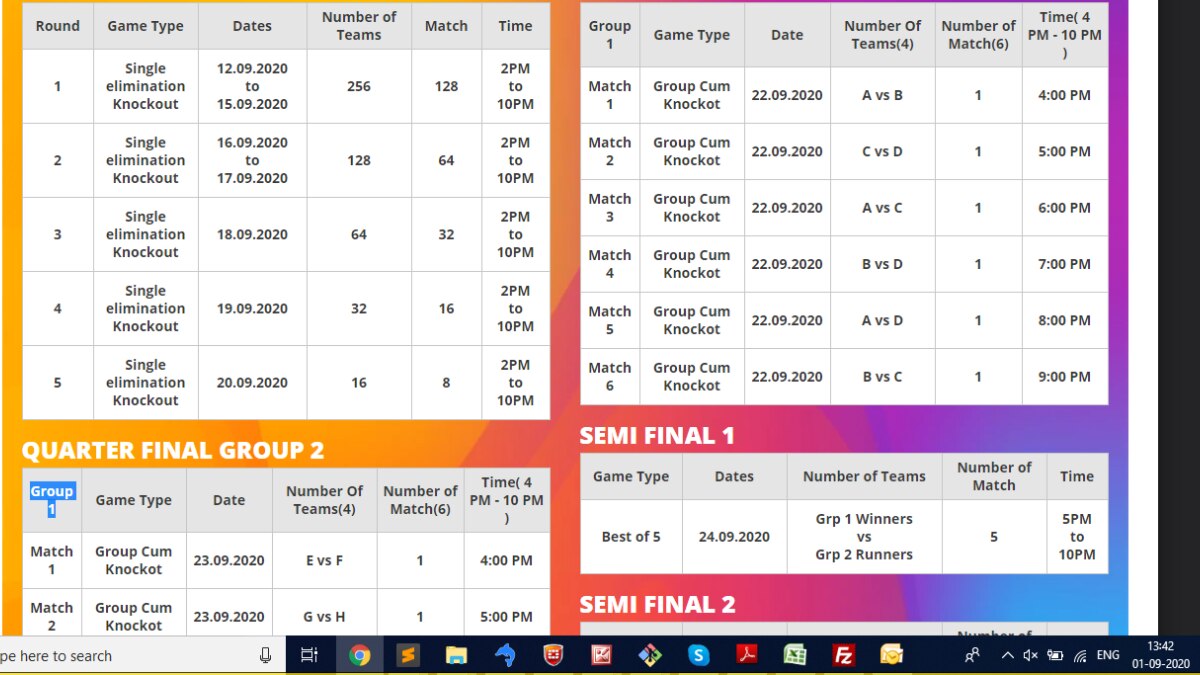 Round Game Type Dates Number of Teams Match Time
1 Single elimination Knockout 12.09.2020 to 15.09.2020 256 128 2PM to 10PM
2 Single elimination Knockout 16.09.2020 to 17.09.2020 128 64 2PM to 10PM
3 Single elimination Knockout 18.09.2020 64 32 2PM to 10PM
4 Single elimination Knockout 19.09.2020 32 16 2PM to 10PM
5 Single elimination Knockout 20.09.2020 16 8 2PM to 10PM
QUARTER FINAL GROUP 2
Group 1 Game Type Date Number Of Teams(4) Number of Match(6) Time( 4 PM - 10 PM )
Match 1 Group Cum Knockot 23.09.2020 E vs F 1 4:00 PM
Match 2 Group Cum Knockot 23.09.2020 G vs H 1 5:00 PM
Group 1 Game Type Date Number Of Teams(4) Number of Match(6) Time( 4 PM - 10 PM )
Match 1 Group Cum Knockot 22.09.2020 A vs B 1 4:00 PM
Match 2 Group Cum Knockot 22.09.2020 C vs D 1 5:00 PM
Match 3 Group Cum Knockot 22.09.2020 A vs C 1 6:00 PM
Match 4 Group Cum Knockot 22.09.2020 B vs D 1 7:00 PM
Match 5 Group Cum Knockot 22.09.2020 A vs D 1 8:00 PM
Match 6 Group Cum Knockot 22.09.2020 B vs C 1 9:00 PM
SEMI FINAL 1
Game Type Dates Number of Teams Number of Match Time
Best of 5 24.09.2020 Grp 1 Winners vs Grp 2 Runners 5 5PM to 10PM
SEMI FINAL 2
Number of
pe here to search
ENG
13:42
01-09-2020